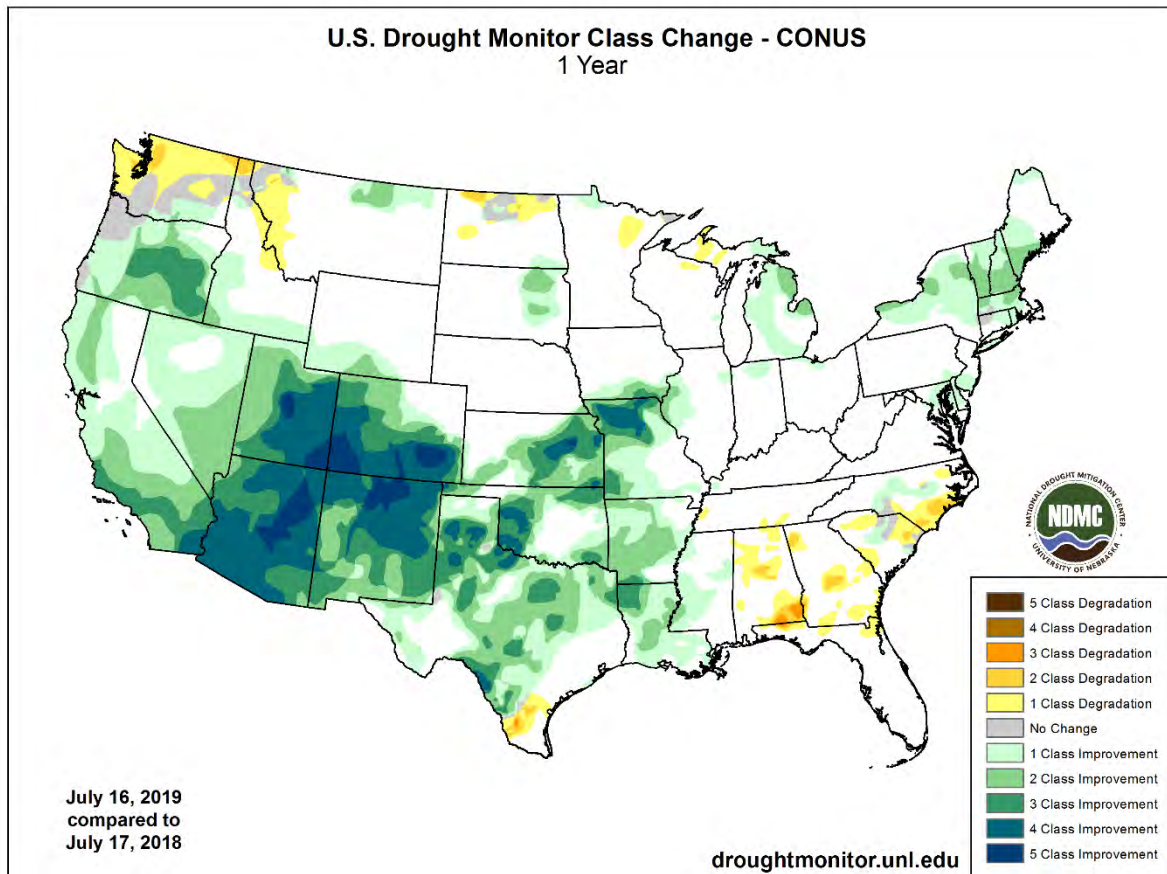 U.S. Drought Monitor Class Change - CONUS
1 Year
NATIONAL DROUGHT MITIGATION CENTER
NDMC
UNIVERSITY OF NEBRASKA
5 Class Degradation
4 Class Degradation
3 Class Degradation
2 Class Degradation
1 Class Degradation
No Change
1 Class Improvement
2 Class Improvement
3 Class Improvement
4 Class Improvement
5 Class Improvement
July 16, 2019
compared to
July 17, 2018
droughtmonitor.unl.edu